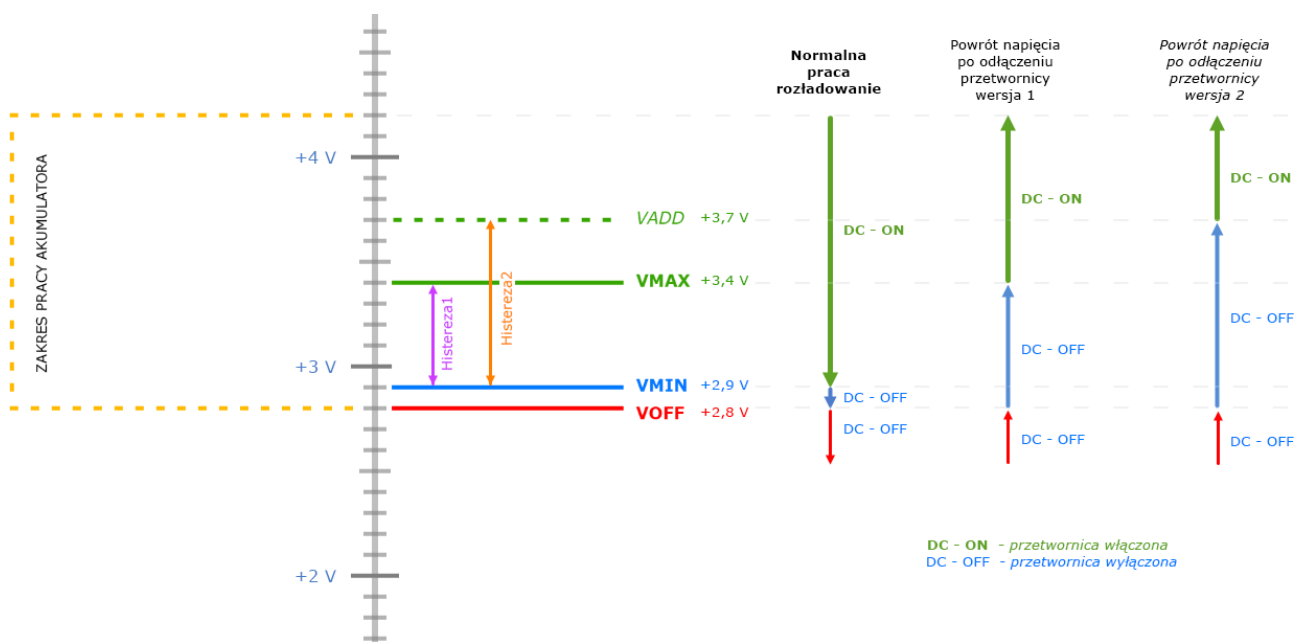 Normalna
praca
rozładowanie
Powrót napięcia
po odłączeniu
przetwornicy
wersja 1
Powrót napięcia
po odłączeniu
przetwornicy
wersja 2
ZAKRES PRACY AKUMULATORA
+4 V
+3 V
+2 V
VADD +3,7 V
VMAX +3,4 V
VMIN +2,9 V
VOFF +2,8 V
Histereza1
Histereza2
DC - ON
DC - OFF
DC - OFF
DC - ON
DC - OFF
DC - OFF
DC - ON
DC - OFF
DC - OFF
DC - ON - przetwornica włączona
DC - OFF - przetwornica wyłączona